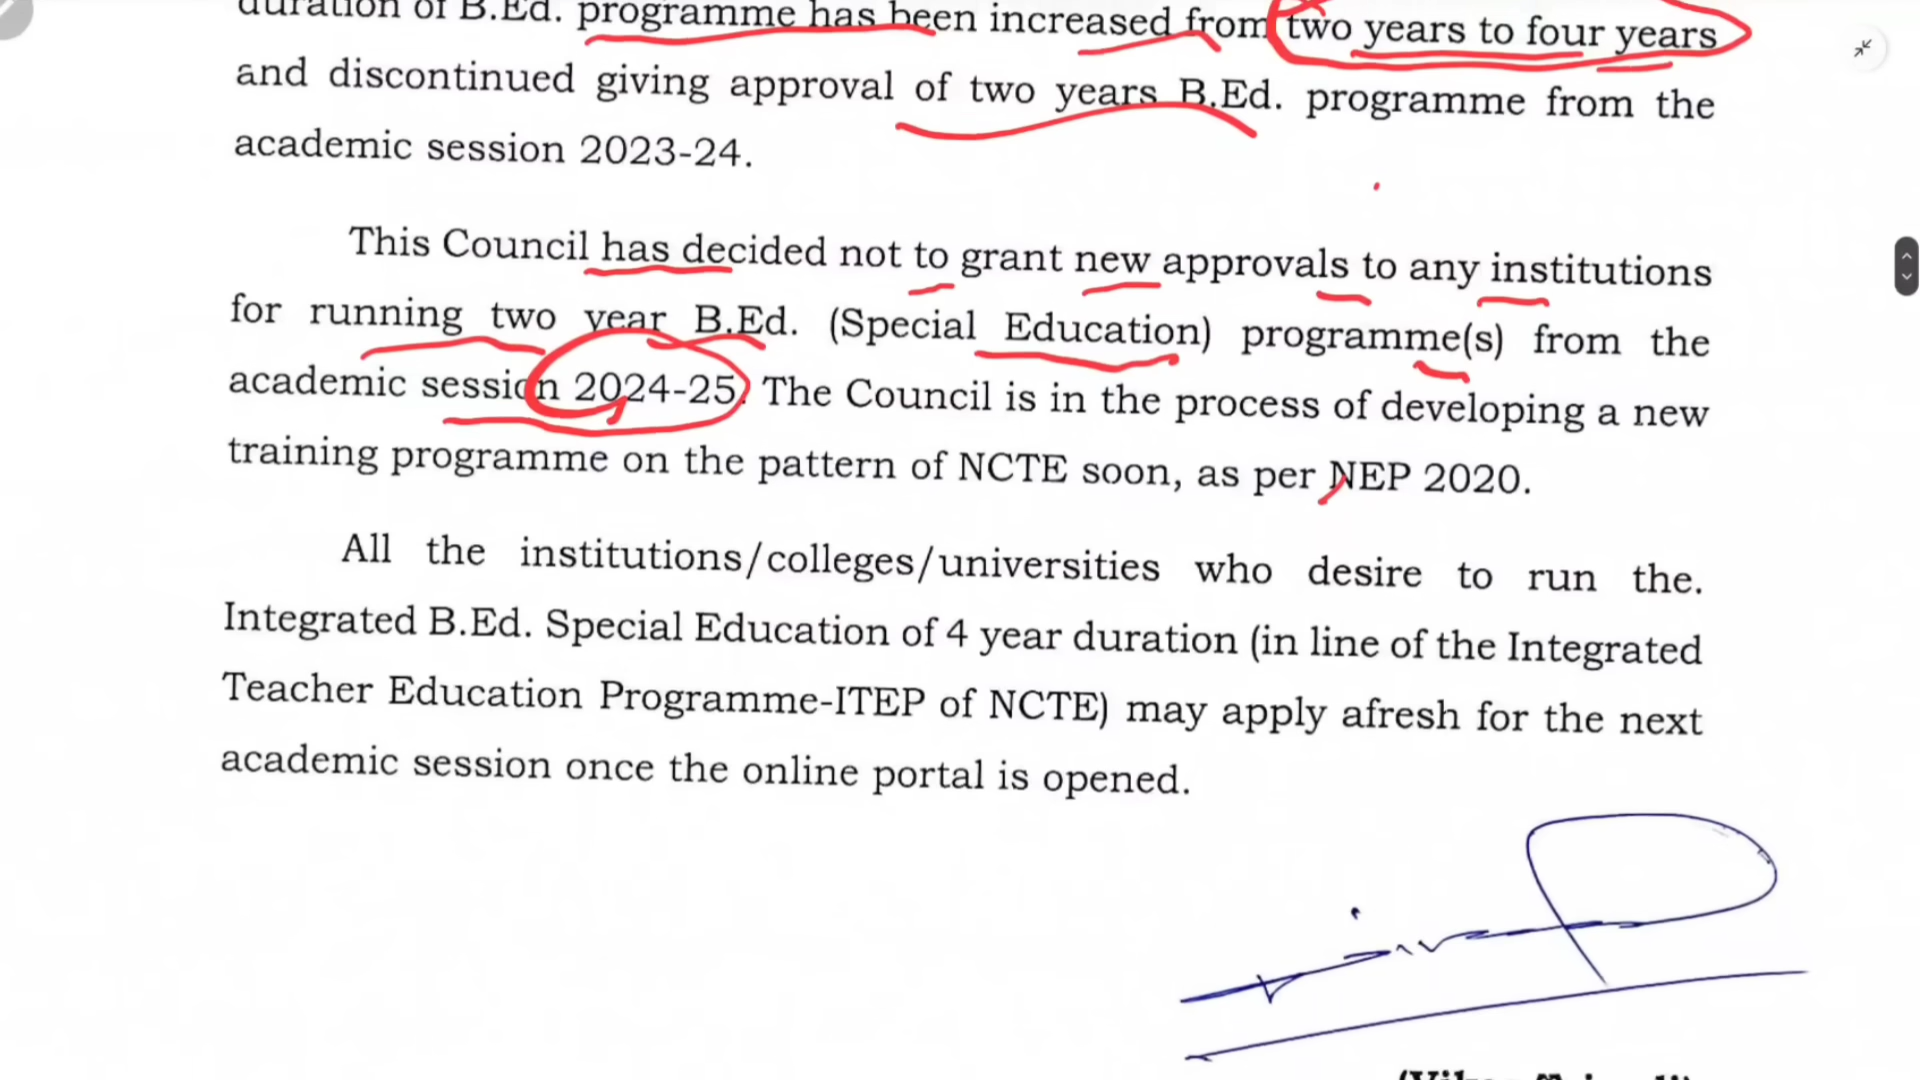 duration of B.Ed. programme has been increased from two years to four years
and discontinued giving approval of two years B.Ed. programme from the
academic session 2023-24.
This Council has decided not to grant new approvals to any institutions
for running two year B.Ed. (Special Education) programme(s) from the
academic session 2024-25. The Council is in the process of developing a new
training programme on the pattern of NCTE soon, as per NEP 2020.
All the institutions/colleges/universities who desire to run the.
Integrated B.Ed. Special Education of 4 year duration (in line of the Integrated
Teacher Education Programme-ITEP of NCTE) may apply afresh for the next
academic session once the online portal is opened.